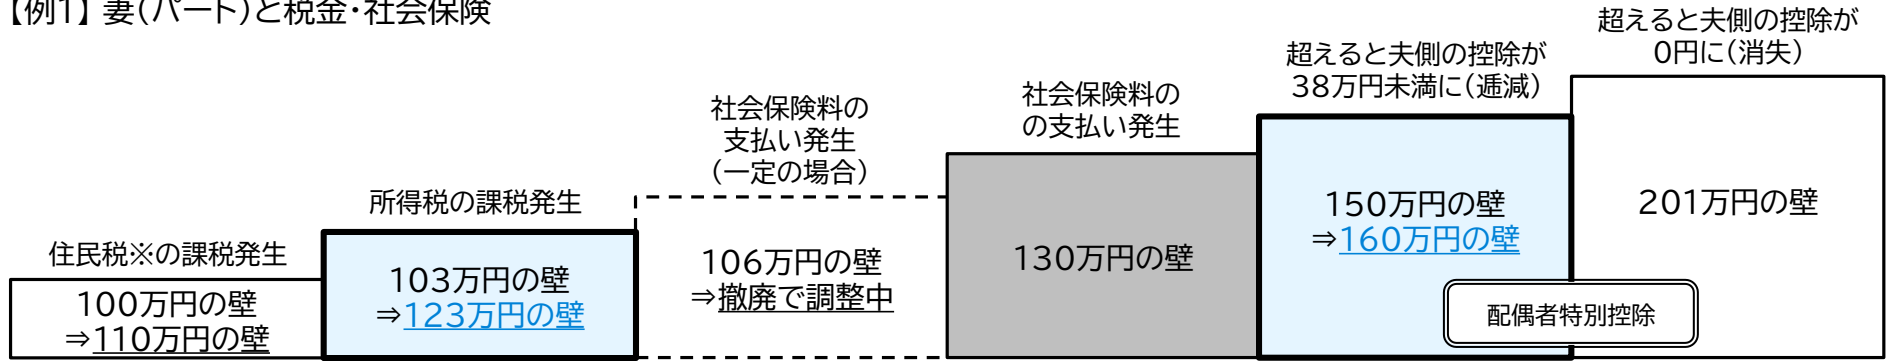 【例1】 妻(パート)と税金・社会保険
住民税※の課税発生
100万円の壁
⇒110万円の壁
所得税の課税発生
103万円の壁
⇒123万円の壁
社会保険料の
支払い発生
(一定の場合)
106万円の壁
⇒撤廃で調整中
社会保険料の
の支払い発生
130万円の壁
超えると夫側の控除が
38万円未満に(逓減)
150万円の壁
⇒160万円の壁
超えると夫側の控除が
0円に(消失)
201万円の壁
配偶者特別控除